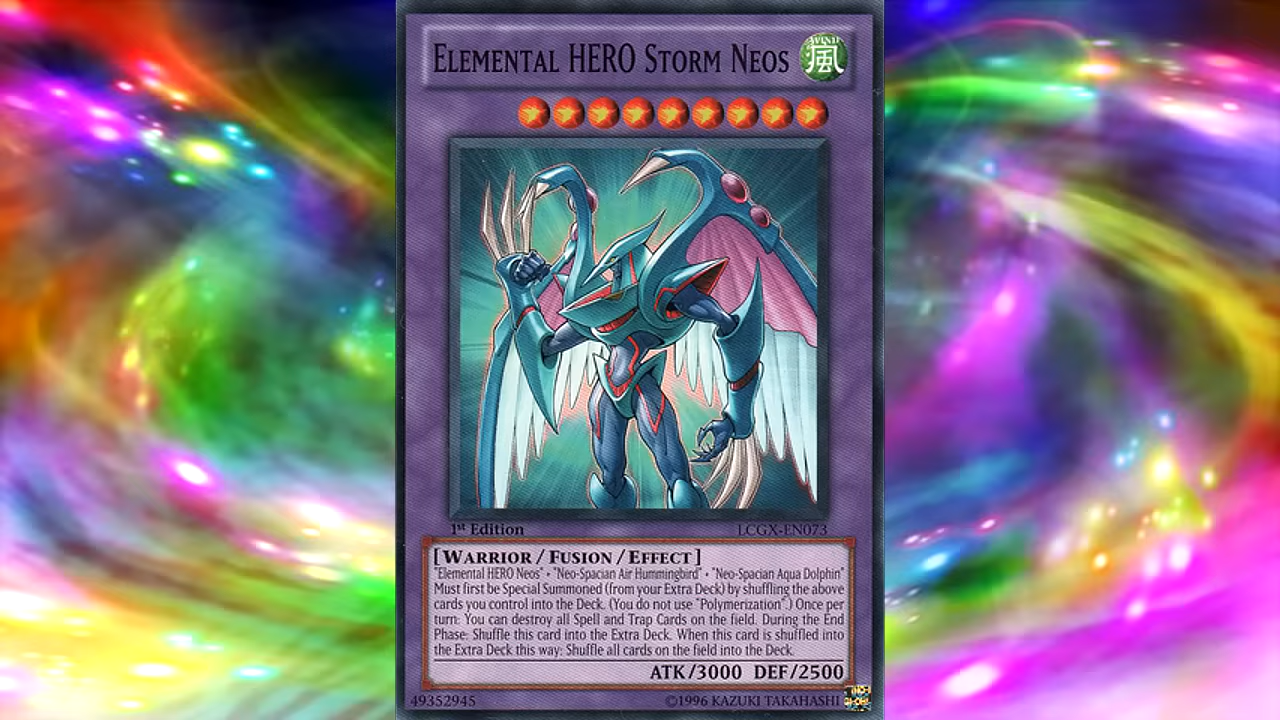 ELEMENTAL HERO STORM NEOS
WIND
風
1st Edition
LCGX-EN073
[WARRIOR / FUSION / EFFECT]
"Elemental HERO Neos" + "Neo-Spacian Air Hummingbird" + "Neo-Spacian Aqua Dolphin"
Must first be Special Summoned (from your Extra Deck) by shuffling the above
cards you control into the Deck. (You do not use "Polymerization".) Once per
turn: You can destroy all Spell and Trap Cards on the field. During the End
Phase: Shuffle this card into the Extra Deck. When this card is shuffled into
the Extra Deck this way: Shuffle all cards on the field into the Deck.
ATK/3000 DEF/2500
49352945
©1996 KAZUKI TAKAHASHI